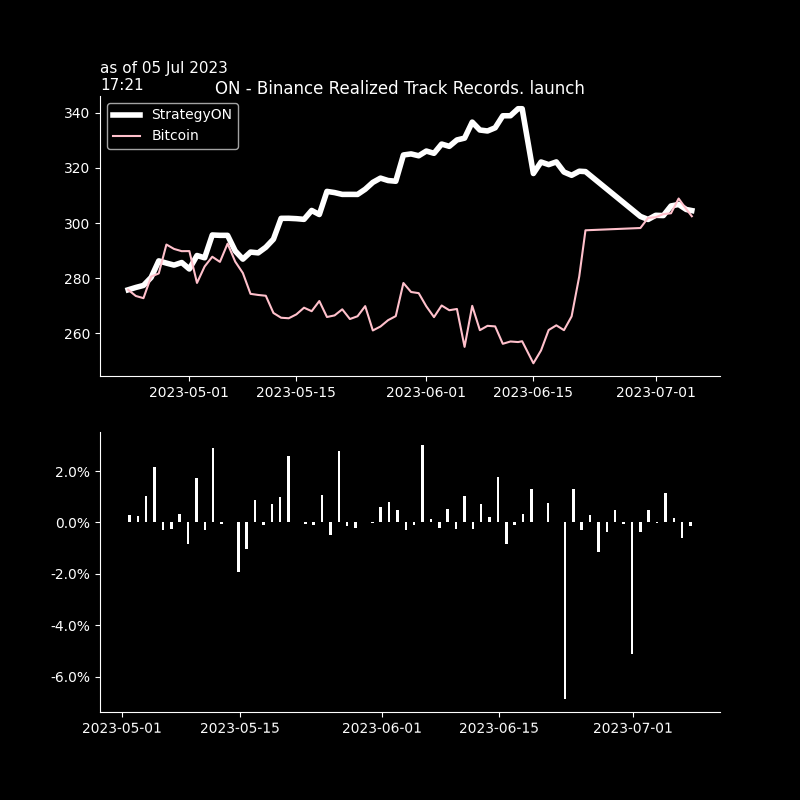 as of 05 Jul 2023
17:21
ON - Binance Realized Track Records. launch
StrategyON
Bitcoin
340
320
300
280
260
2023-05-01 2023-05-15 2023-06-01 2023-06-15 2023-07-01
2.0%
0.0%
-2.0%
-4.0%
-6.0%
2023-05-01 2023-05-15 2023-06-01 2023-06-15 2023-07-01